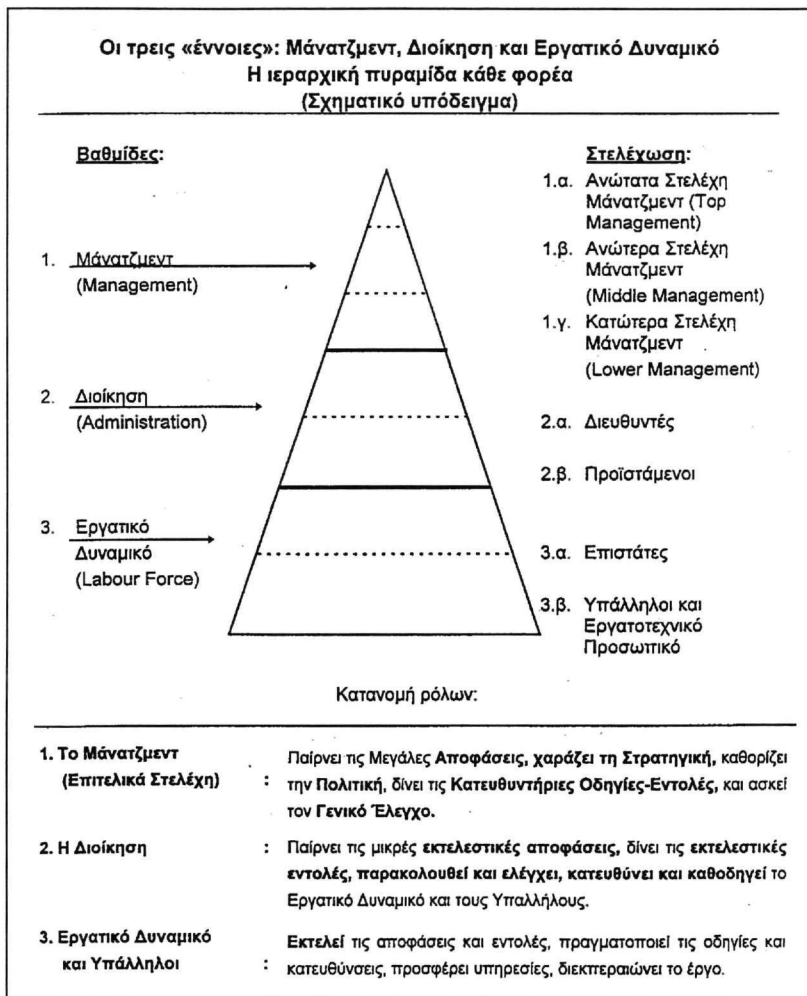 Οι τρεις «έννοιες»: Μάνατζμεντ, Διοίκηση και Εργατικό Δυναμικό
Η ιεραρχική πυραμίδα κάθε φορέα
(Σχηματικό υπόδειγμα)
Βαθμίδες:
1. Μάνατζμεντ
(Management)
2. Διοίκηση
(Administration)
3. Εργατικό
Δυναμικό
(Labour Force)
Στελέχωση:
1.α. Ανώτατα Στελέχη
Μάνατζμεντ (Top
Management)
1.β. Ανώτερα Στελέχη
Μάνατζμεντ
(Middle Management)
1.γ. Κατώτερα Στελέχη
Μάνατζμεντ
(Lower Management)
2.α. Διευθυντές
2.β. Προϊστάμενοι
3.α. Επιστάτες
3.β. Υπάλληλοι και
Εργατοτεχνικό
Προσωπικό
Κατανομή ρόλων:
1. Το Μάνατζμεντ
(Επιτελικά Στελέχη) :
Παίρνει τις Μεγάλες Αποφάσεις, χαράζει τη Στρατηγική, καθορίζει
την Πολιτική, δίνει τις Κατευθυντήριες Οδηγίες-Εντολές, και ασκεί
τον Γενικό Έλεγχο.
2. Η Διοίκηση :
Παίρνει τις μικρές εκτελεστικές αποφάσεις, δίνει τις εκτελεστικές
εντολές, παρακολουθεί και ελέγχει, κατευθύνει και καθοδηγεί το
Εργατικό Δυναμικό και τους Υπαλλήλους.
3. Εργατικό Δυναμικό
και Υπάλληλοι :
Εκτελεί τις αποφάσεις και εντολές, πραγματοποιεί τις οδηγίες και
κατευθύνσεις, προσφέρει υπηρεσίες, διεκπεραιώνει το έργο.